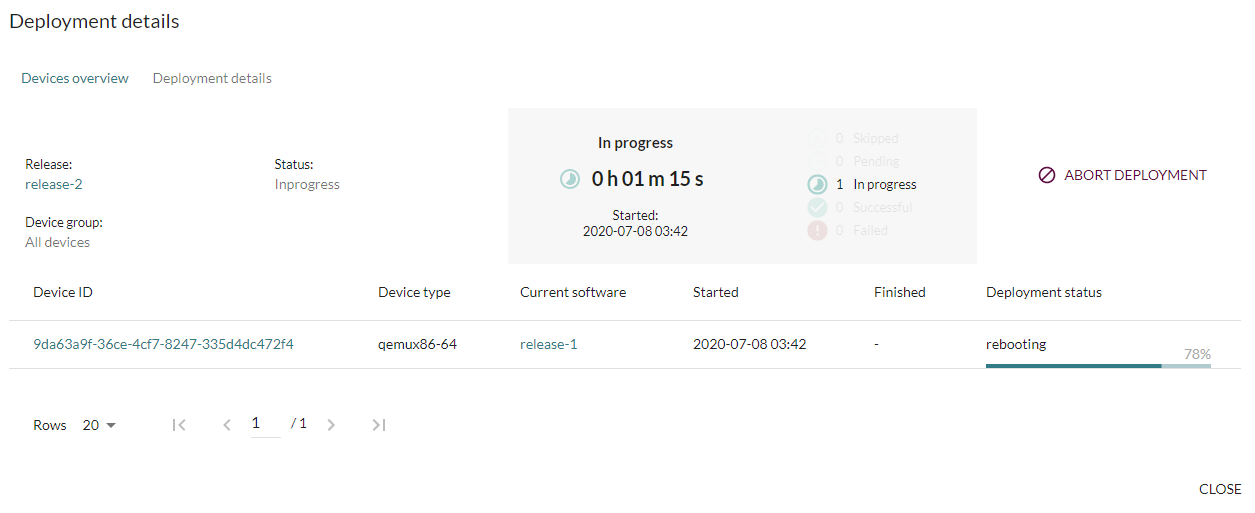 Deployment details
Devices overview Deployment details
Release:
release-2
Status:
Inprogress
Device group:
All devices
In progress
0 h 01 m 15 s
Started:
2020-07-08 03:42
0 Skipped
0 Pending
1 In progress
0 Successful
0 Failed
ABORT DEPLOYMENT
Device ID Device type Current software Started Finished Deployment status
9da63a9f-36ce-4cf7-8247-335d4dc472f4 qemux86-64 release-1 2020-07-08 03:42 - rebooting 78%
Rows 20 1 / 1
CLOSE